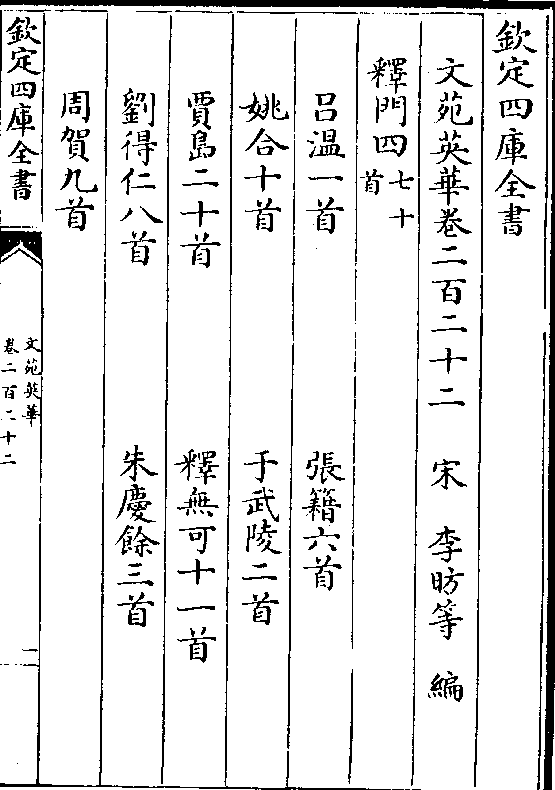 欽定四庫全書
文苑英華卷二百二十二 宋 李昉等 編
釋門四七十首
呂温一首 張籍六首
姚合十首 于武陵二首
賈島二十首 釋無可十一首
劉得仁八首 朱慶餘三首
周賀九首
欽定四庫全書
文苑英華
卷二百二十二
一